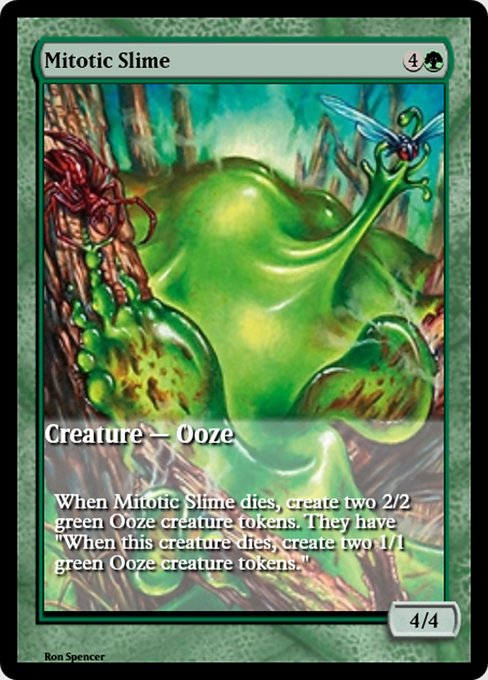 Mitotic Slime 4
Creature — Ooze
When Mitotic Slime dies, create two 2/2
green Ooze creature tokens. They have
"When this creature dies, create two 1/1
green Ooze creature tokens."
4/4
Ron Spencer